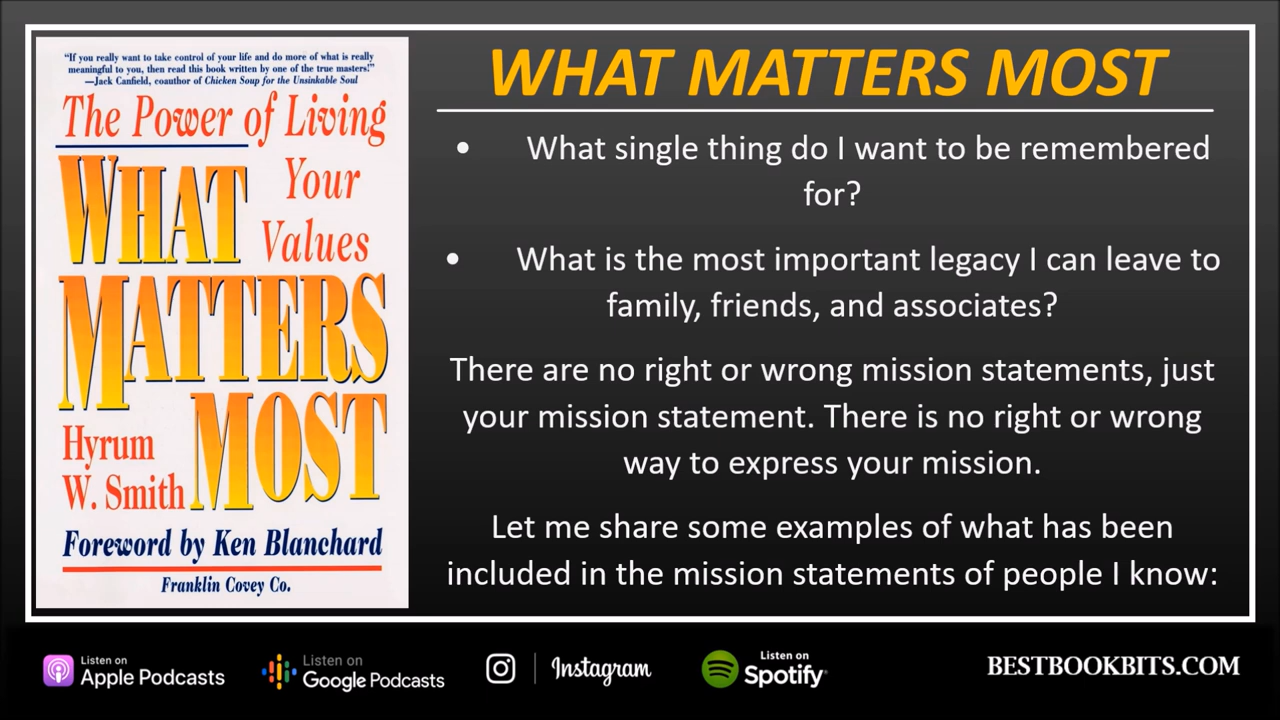 “If you really want to take control of your life and do more of what is really
meaningful to you, then read this book written by one of the true masters!”
—Jack Canfield, coauthor of Chicken Soup for the Unsinkable Soul
The Power of Living
Your
Values
WHAT
MATTERS
MOST
Hyrum
W. Smith
Foreword by Ken Blanchard
Franklin Covey Co.
WHAT MATTERS MOST
• What single thing do I want to be remembered
for?
• What is the most important legacy I can leave to
family, friends, and associates?
There are no right or wrong mission statements, just
your mission statement. There is no right or wrong
way to express your mission.
Let me share some examples of what has been
included in the mission statements of people I know:
Listen on
Apple Podcasts
Listen on
Google Podcasts
Instagram
Listen on
Spotify
BESTBOOKBITS.COM